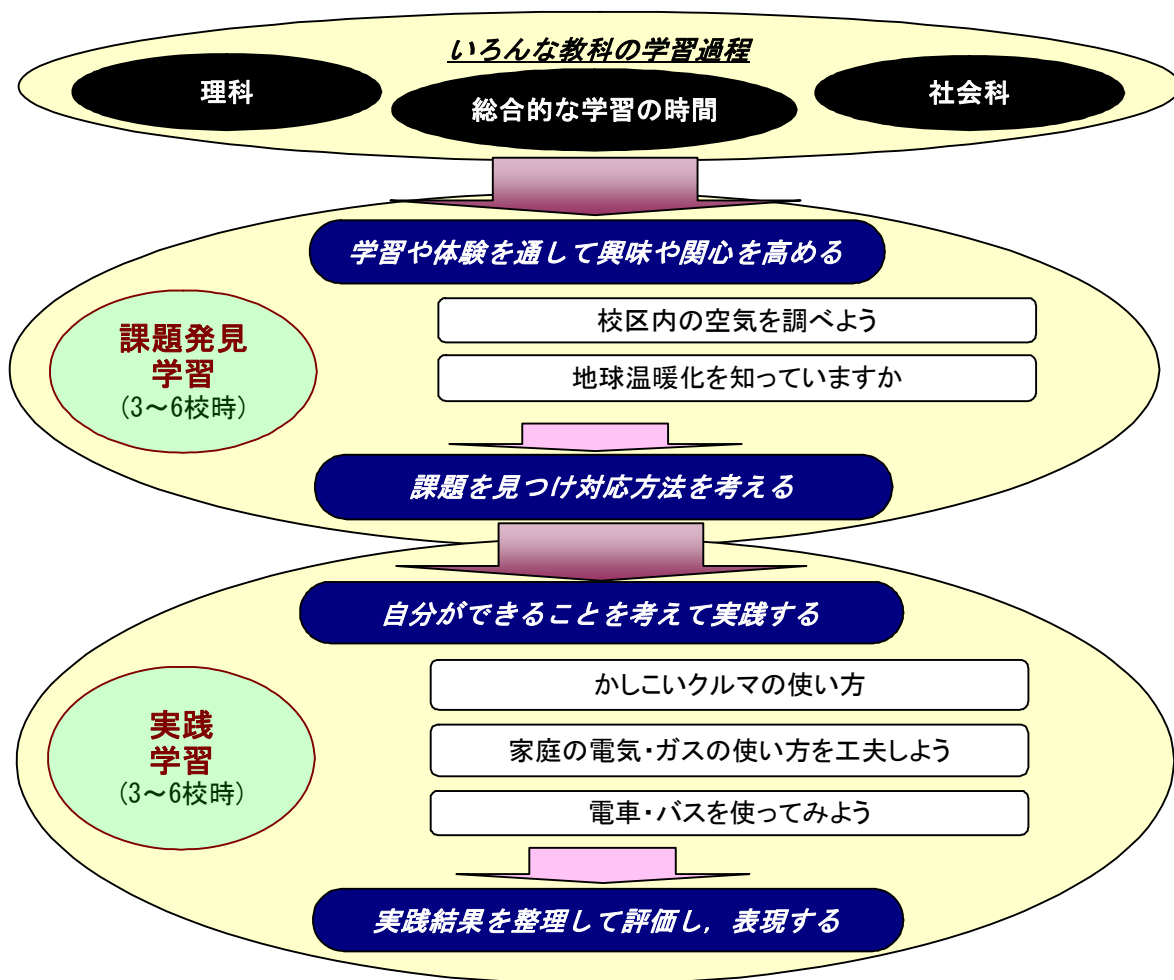 いろんな教科の学習過程
理科
総合的な学習の時間
社会科
学習や体験を通して興味や関心を高める
課題発見
学習
(3～6校時)
校区内の空気を調べよう
地球温暖化を知っていますか
課題を見つけ対応方法を考える
自分ができることを考えて実践する
実践
学習
(3～6校時)
かしこいクルマの使い方
家庭の電気・ガスの使い方を工夫しよう
電車・バスを使ってみよう
実践結果を整理して評価し，表現する